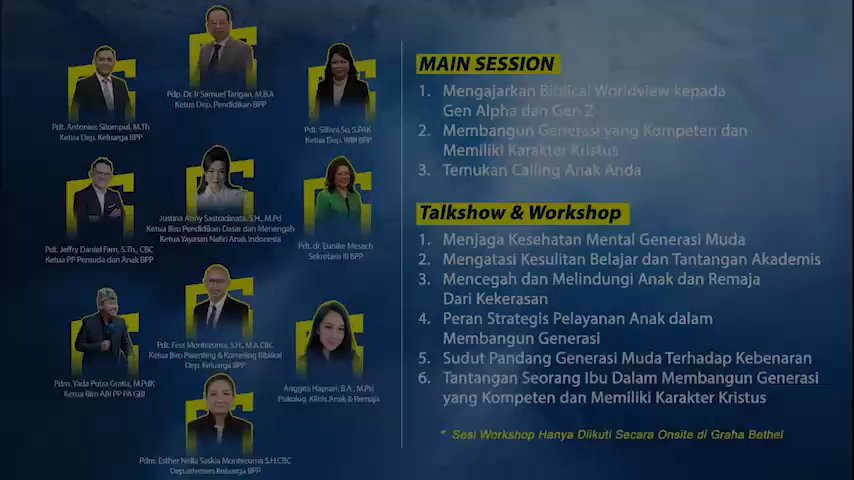 Pdp. Dr. Ir Samuel Tarigan, M.B.A
Ketua Dep. Pendidikan BPP
Pdt. Antonius Sitompul, M.Th
Ketua Dep. Keluarga BPP
Pdt. Siliani So, S.PAK
Ketua Dep. WBI BPP
Justina Anny Sastradinata, S.H., M.Pd
Ketua Biro Pendidikan Dasar dan Menengah
Ketua Yayasan Nafiri Anak Indonesia
Pdt. Jeffry Daniel Fam, S.Th., CBC
Ketua PP Pemuda dan Anak BPP
Pdt. dr. Eunike Mesach
Sekretaris III BPP
Pdt. Firvi Montezuma, S.H., M.A.CBC.
Ketua Biro Parenting & Konseling Biblikal
Dep. Keluarga BPP
Pdm. Yada Putra Gratia, M.PdK
Ketua Biro ABI PP PA GBI
Anggita Hapsari, B.A., M.Psi
Psikolog Klinis Anak & Remaja
Pdm. Esther Nella Saskia Montezuma S.H.CBC
Departemen Keluarga BPP
MAIN SESSION
1. Mengajarkan Biblical Worldview kepada
Gen Alpha dan Gen Z
2. Membangun Generasi yang Kompeten dan
Memiliki Karakter Kristus
3. Temukan Calling Anak Anda
Talkshow & Workshop
1. Menjaga Kesehatan Mental Generasi Muda
2. Mengatasi Kesulitan Belajar dan Tantangan Akademis
3. Mencegah dan Melindungi Anak dan Remaja
Dari Kekerasan
4. Peran Strategis Pelayanan Anak dalam
Membangun Generasi
5. Sudut Pandang Generasi Muda Terhadap Kebenaran
6. Tantangan Seorang Ibu Dalam Membangun Generasi
yang Kompeten dan Memiliki Karakter Kristus
* Sesi Workshop Hanya Diikuti Secara Onsite di Graha Bethel